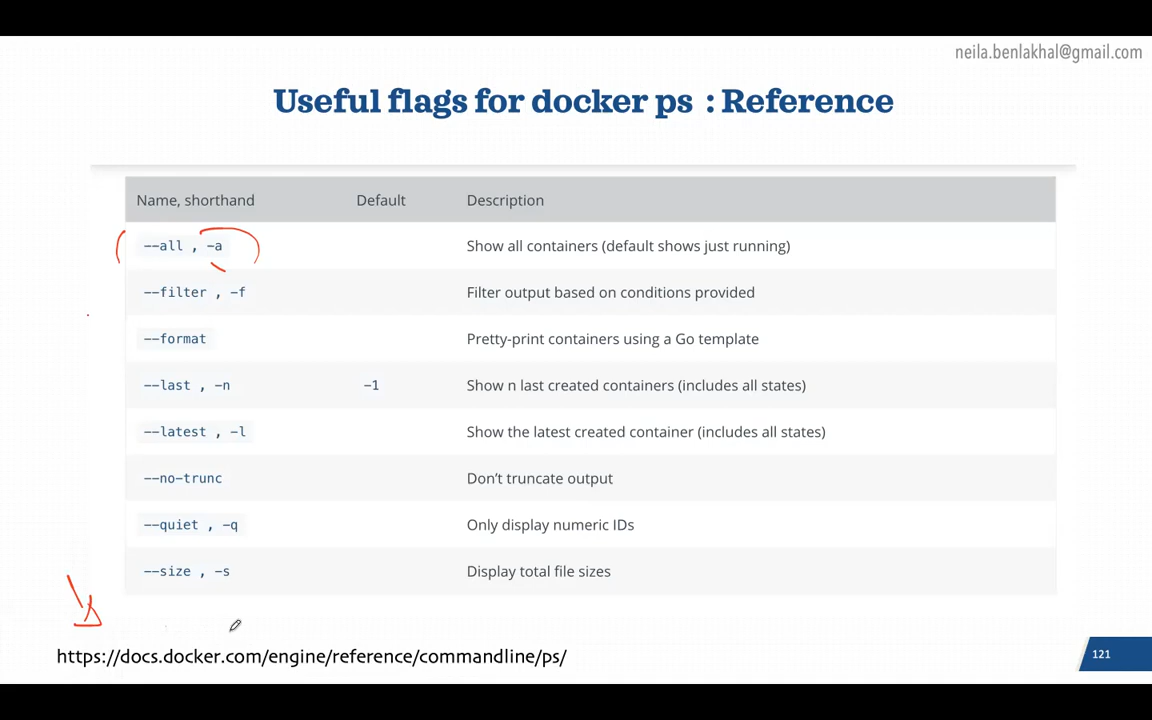 neila.benlakhal@gmail.com
Useful flags for docker ps : Reference
Name, shorthand Default Description
--all , -a Show all containers (default shows just running)
--filter , -f Filter output based on conditions provided
--format Pretty-print containers using a Go template
--last , -n -1 Show n last created containers (includes all states)
--latest , -l Show the latest created container (includes all states)
--no-trunc Don’t truncate output
--quiet , -q Only display numeric IDs
--size , -s Display total file sizes
https://docs.docker.com/engine/reference/commandline/ps/
121